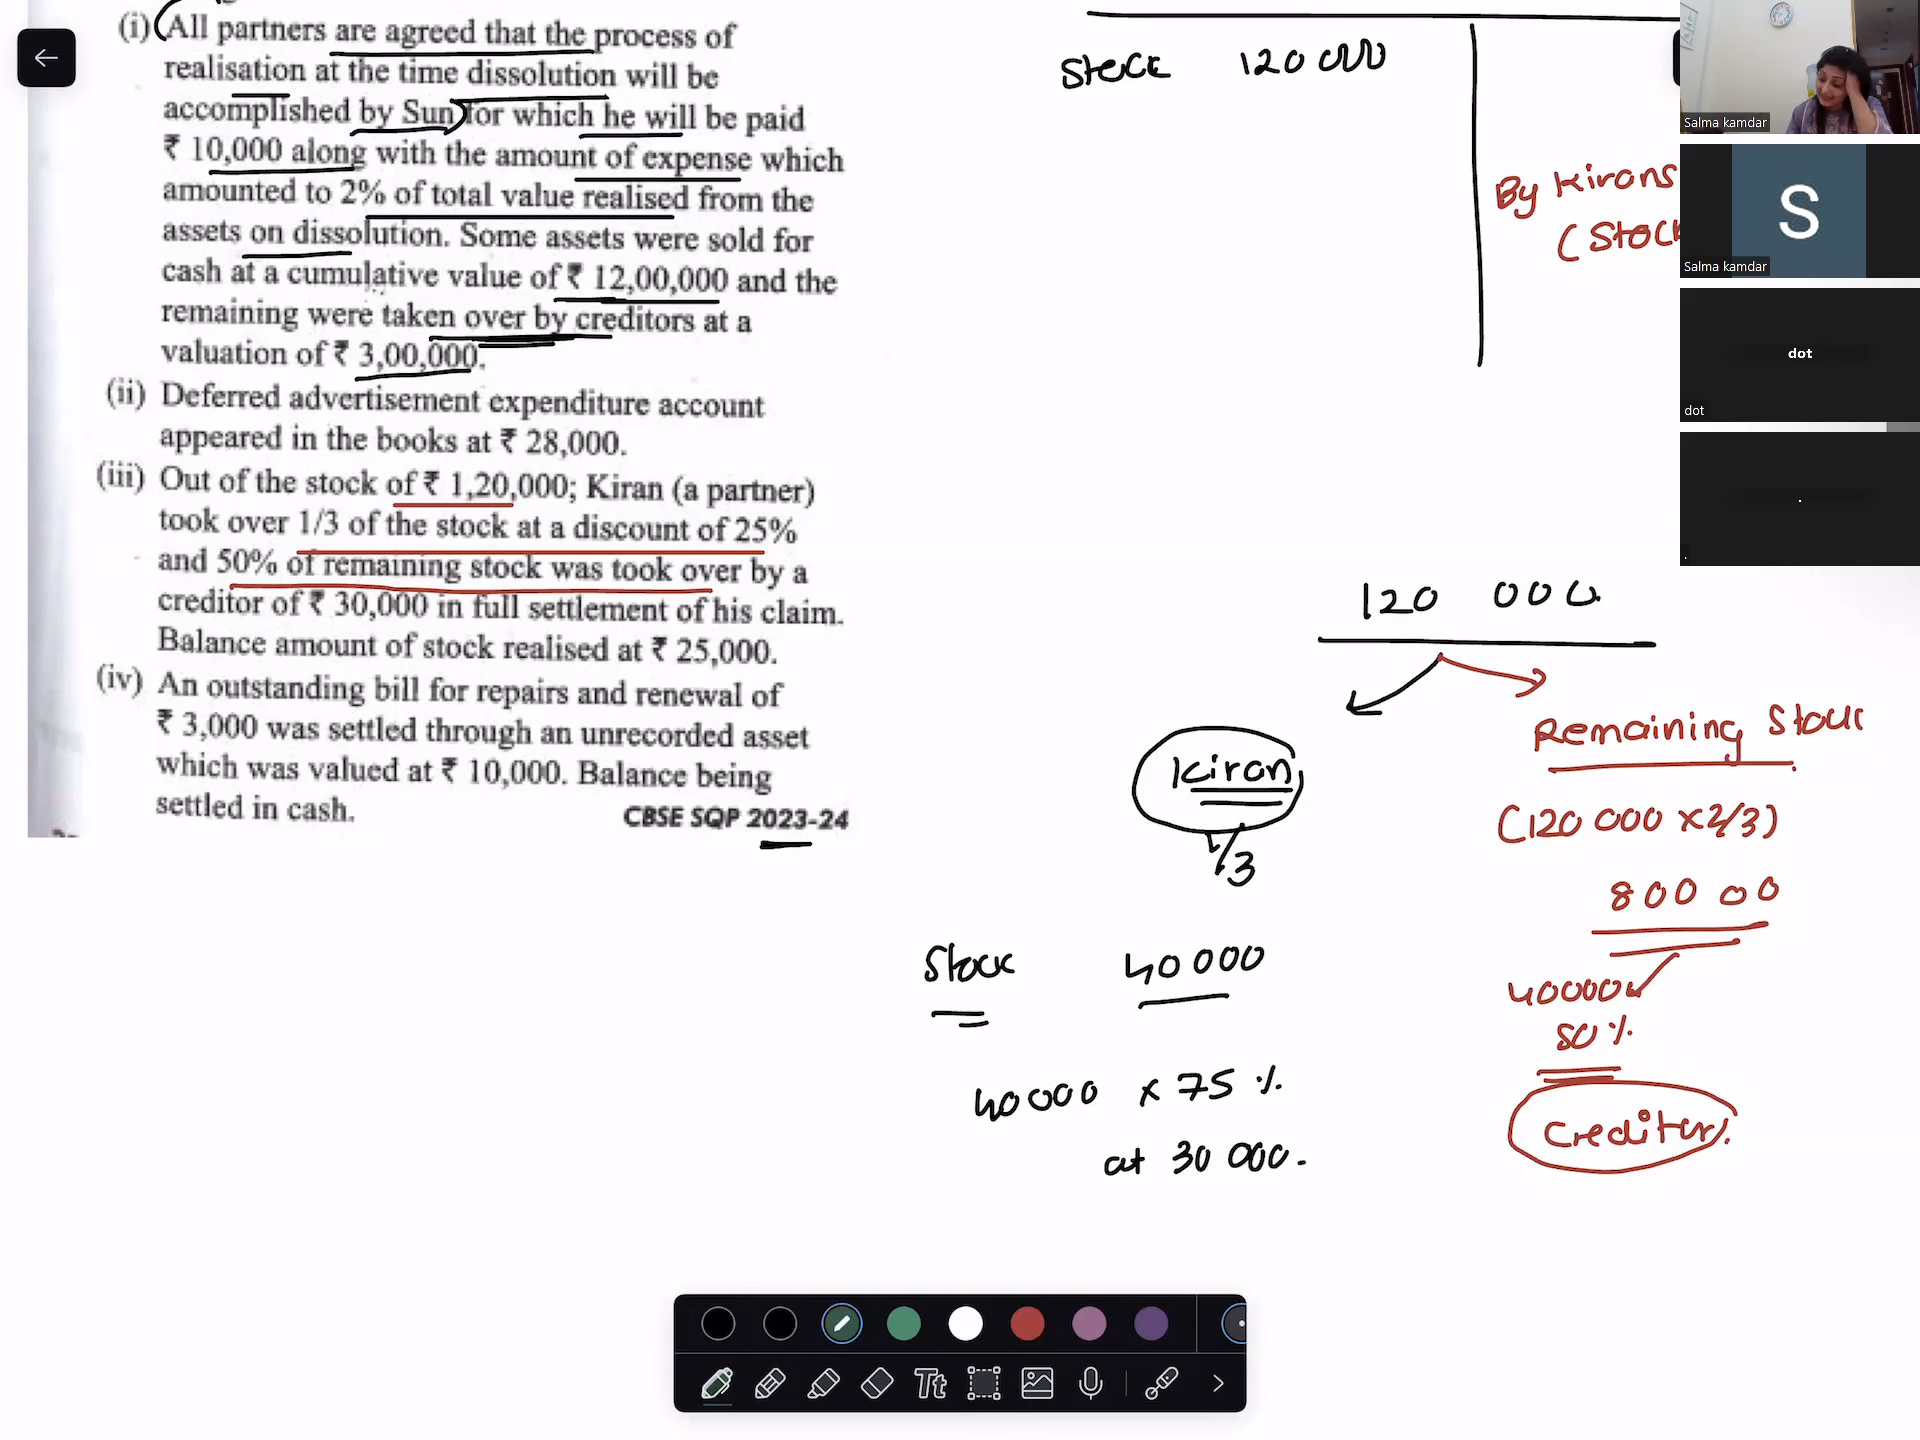 (i) All partners are agreed that the process of
realisation at the time dissolution will be
accomplished by Sun for which he will be paid
₹ 10,000 along with the amount of expense which
amounted to 2% of total value realised from the
assets on dissolution. Some assets were sold for
cash at a cumulative value of ₹ 12,00,000 and the
remaining were taken over by creditors at a
valuation of ₹ 3,00,000.
(ii) Deferred advertisement expenditure account
appeared in the books at ₹ 28,000.
(iii) Out of the stock of ₹ 1,20,000; Kiran (a partner)
took over 1/3 of the stock at a discount of 25%
and 50% of remaining stock was took over by a
creditor of ₹ 30,000 in full settlement of his claim.
Balance amount of stock realised at ₹ 25,000.
(iv) An outstanding bill for repairs and renewal of
₹ 3,000 was settled through an unrecorded asset
which was valued at ₹ 10,000. Balance being
settled in cash.
CBSE SQP 2023-24
Stock 120 000
By Kirans
(Stock
120 000
Kiran
1/3
Stock 40 000
40000 x 75 %
at 30 000.
Remaining Stock
(120 000 x 2/3)
800 00
40000
50 %
Creditor.
Salma kamdar
S
Salma kamdar
dot
dot
.
.
Tt